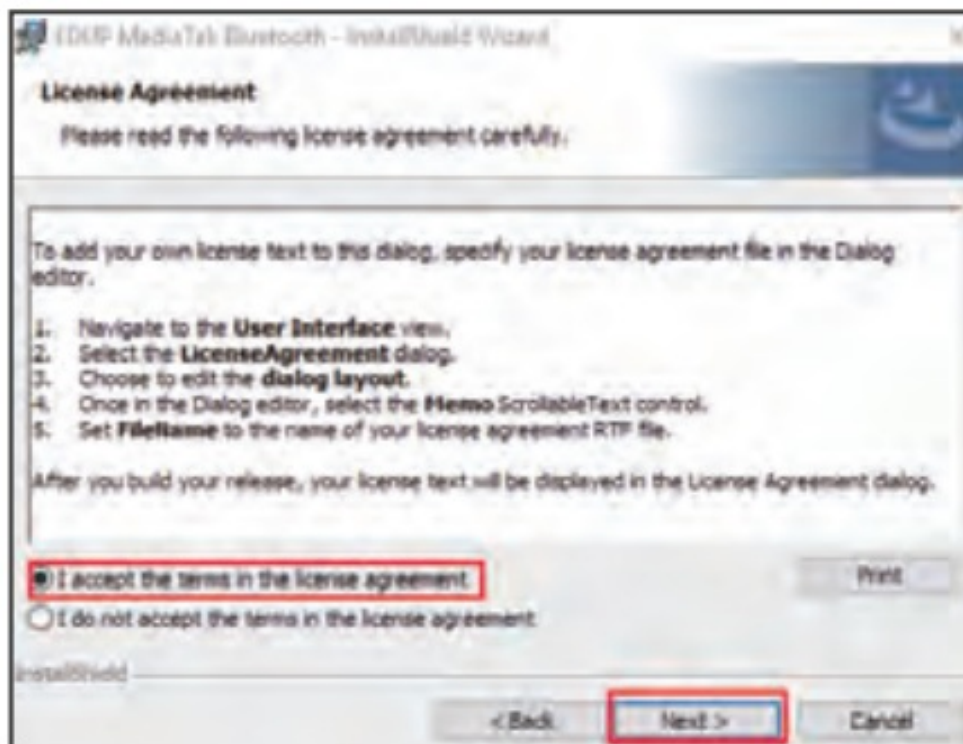 EDUP MediaTek Bluetooth - InstallShield Wizard
License Agreement
Please read the following license agreement carefully.
To add your own license text to this dialog, specify your license agreement file in the Dialog
editor.
1. Navigate to the User Interface view.
2. Select the LicenseAgreement dialog.
3. Choose to edit the dialog layout.
4. Once in the Dialog editor, select the Memo ScrollableText control.
5. Set FileName to the name of your license agreement RTF file.
After you build your release, your license text will be displayed in the License Agreement dialog.
I accept the terms in the license agreement
Print
I do not accept the terms in the license agreement
InstallShield
< Back
Next >
Cancel